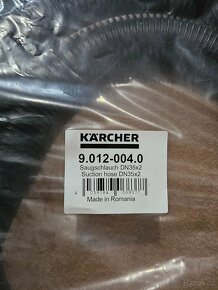 KÄRCHER
9.012-004.0
Saugschlauch DN35x2
Suction hose DN35x2
Made in Romania